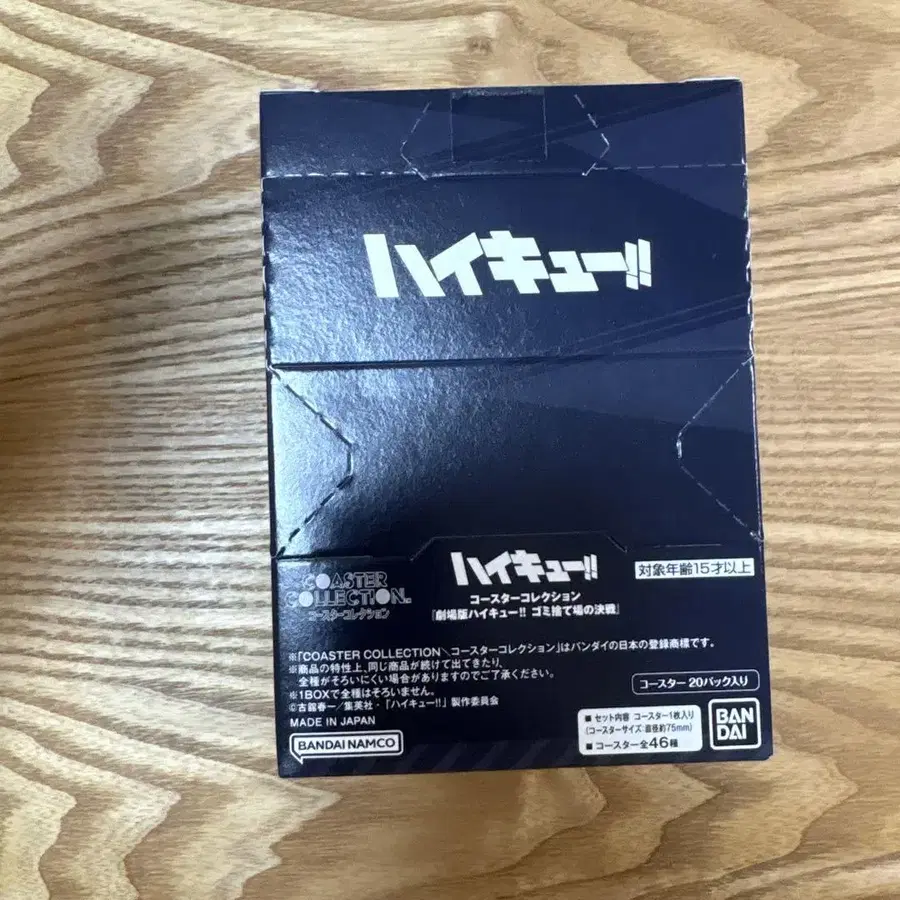 ハイキュー!!
COASTER
COLLECTION
コースターコレクション
ハイキュー!!
コースターコレクション
『劇場版ハイキュー!! ゴミ捨て場の決戦』
対象年齢15才以上
※「COASTER COLLECTION＼コースターコレクション」はバンダイの日本の登録商標です。
※商品の特性上、同じ商品が続けて出てきたり、
全種がそろいにくい場合がありますのでご了承ください。
※1BOXで全種はそろいません。
©古舘春一／集英社・「ハイキュー!!」製作委員会
MADE IN JAPAN
BANDAI NAMCO
コースター 20パック入り
■ セット内容 コースター1枚入り
(コースターサイズ:直径約75mm)
■ コースター全46種
BAN
DAI